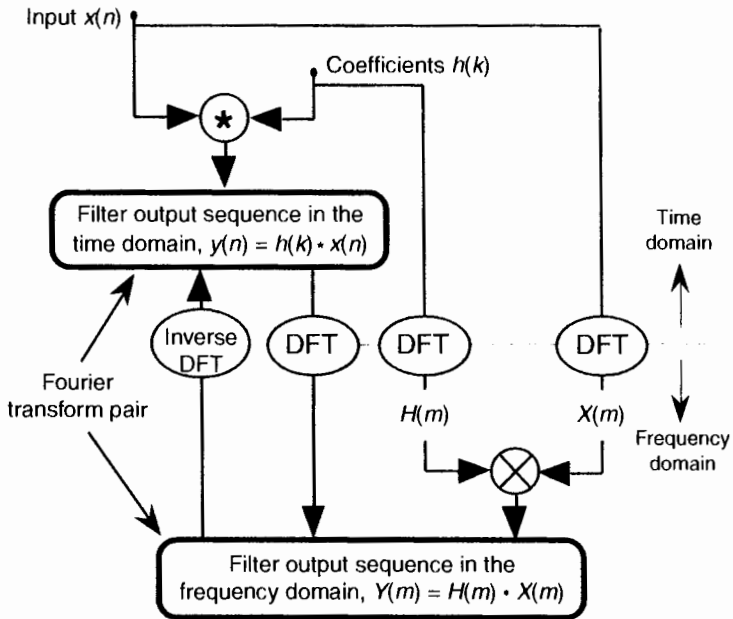 Input x(n)
Coefficients h(k)
*
Filter output sequence in the
time domain, y(n) = h(k) * x(n)
Time
domain
Inverse
DFT
DFT
DFT
DFT
Fourier
transform pair
H(m)
X(m)
Frequency
domain
Filter output sequence in the
frequency domain, Y(m) = H(m) · X(m)